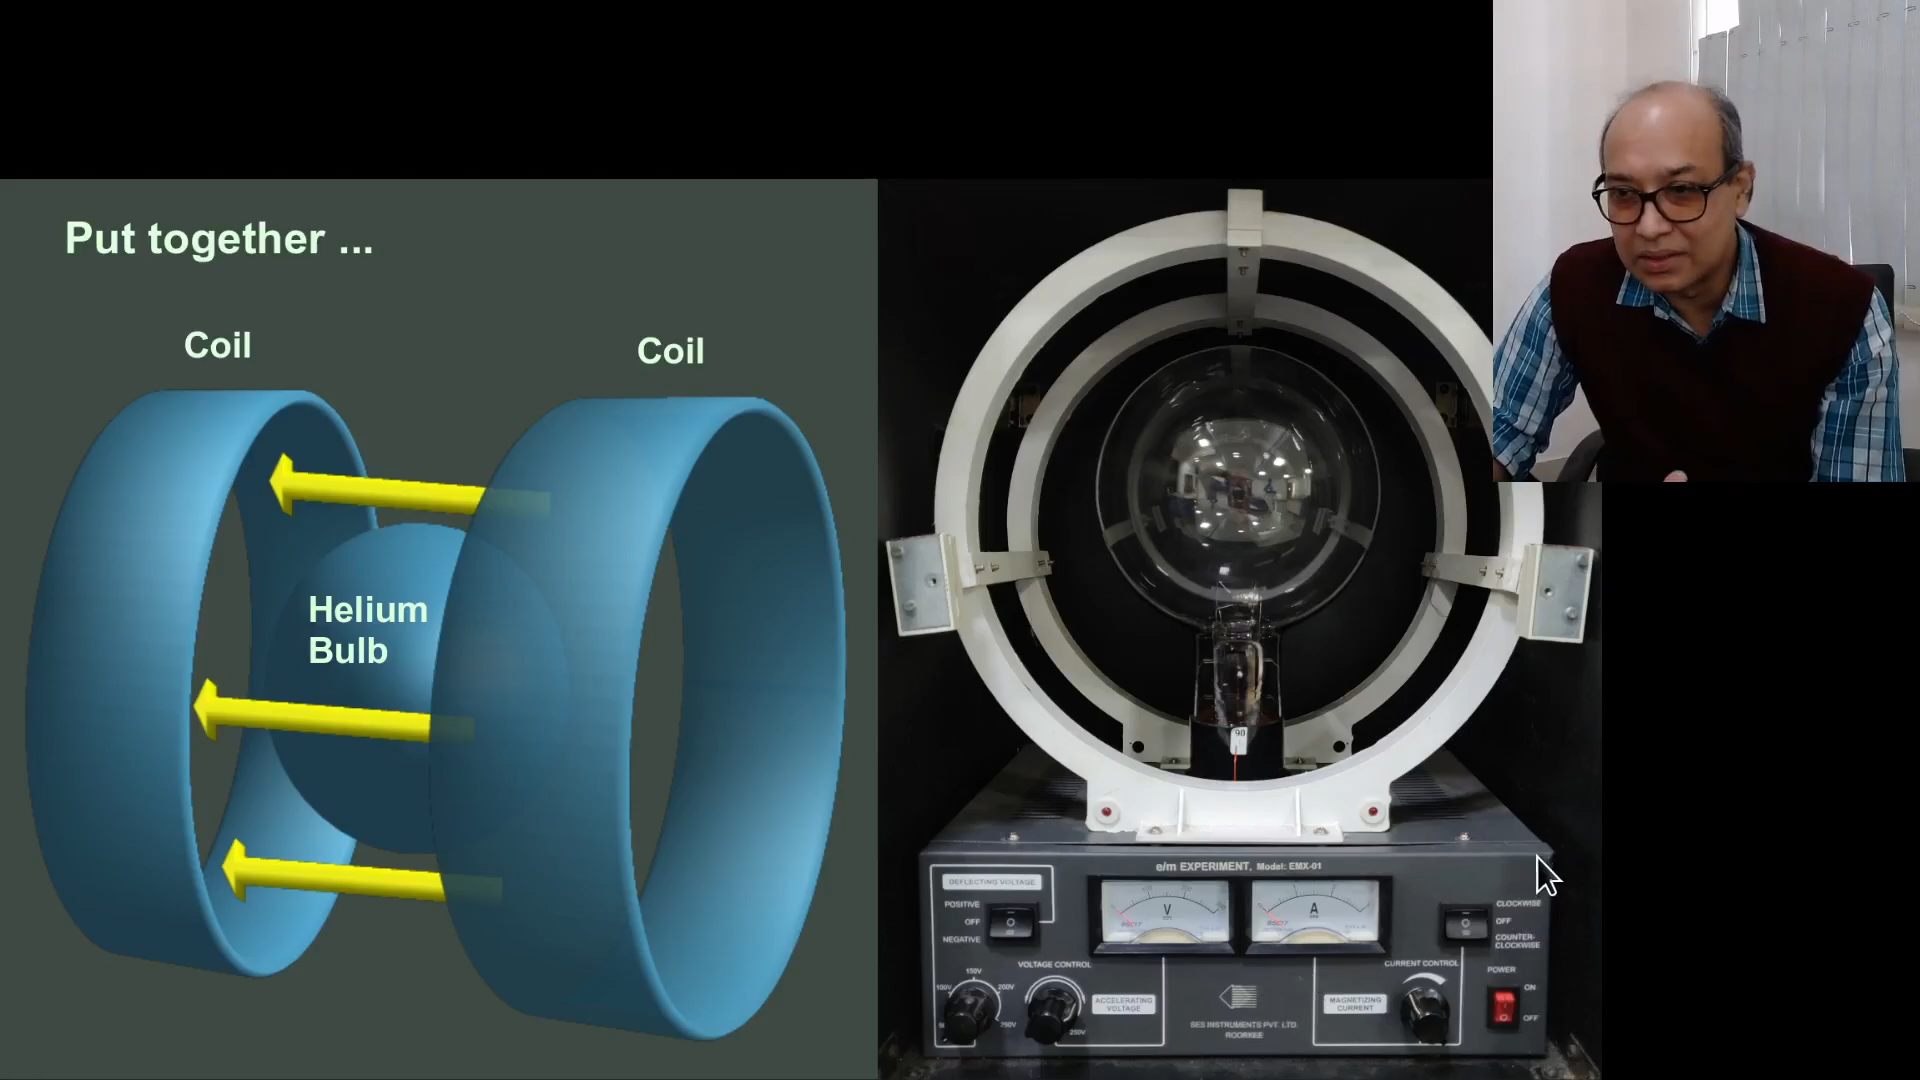 Put together ...
Coil
Coil
Helium
Bulb
90
e/m EXPERIMENT, Model: EMX-01
DEFLECTING VOLTAGE
POSITIVE
OFF
NEGATIVE
V
A
CLOCKWISE
OFF
COUNTER-
CLOCKWISE
VOLTAGE CONTROL
CURRENT CONTROL
POWER
ON
OFF
100V
150V
200V
250V
ACCELERATING
VOLTAGE
MAGNETIZING
CURRENT
SES INSTRUMENTS PVT. LTD.
ROORKEE